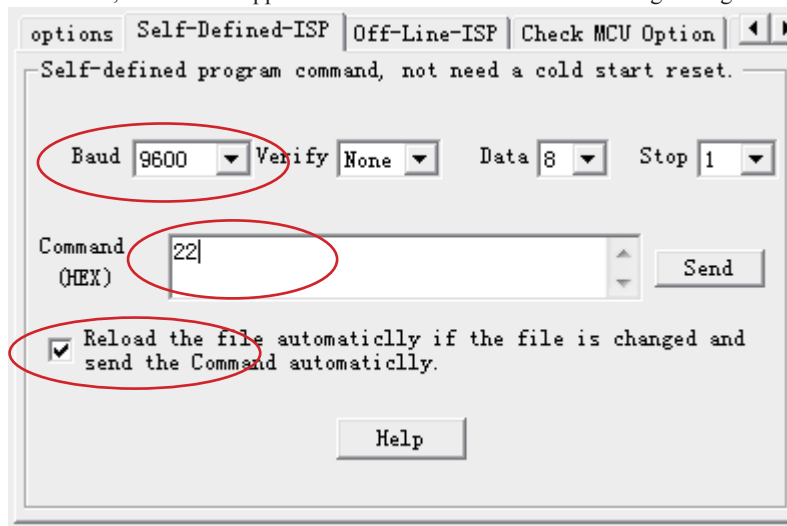 options Self-Defined-ISP Off-Line-ISP Check MCU Option
Self-defined program command, not need a cold start reset.
Baud 9600 Verify None Data 8 Stop 1
Command
(HEX)
22
Send
Reload the file automaticlly if the file is changed and
send the Command automaticlly.
Help